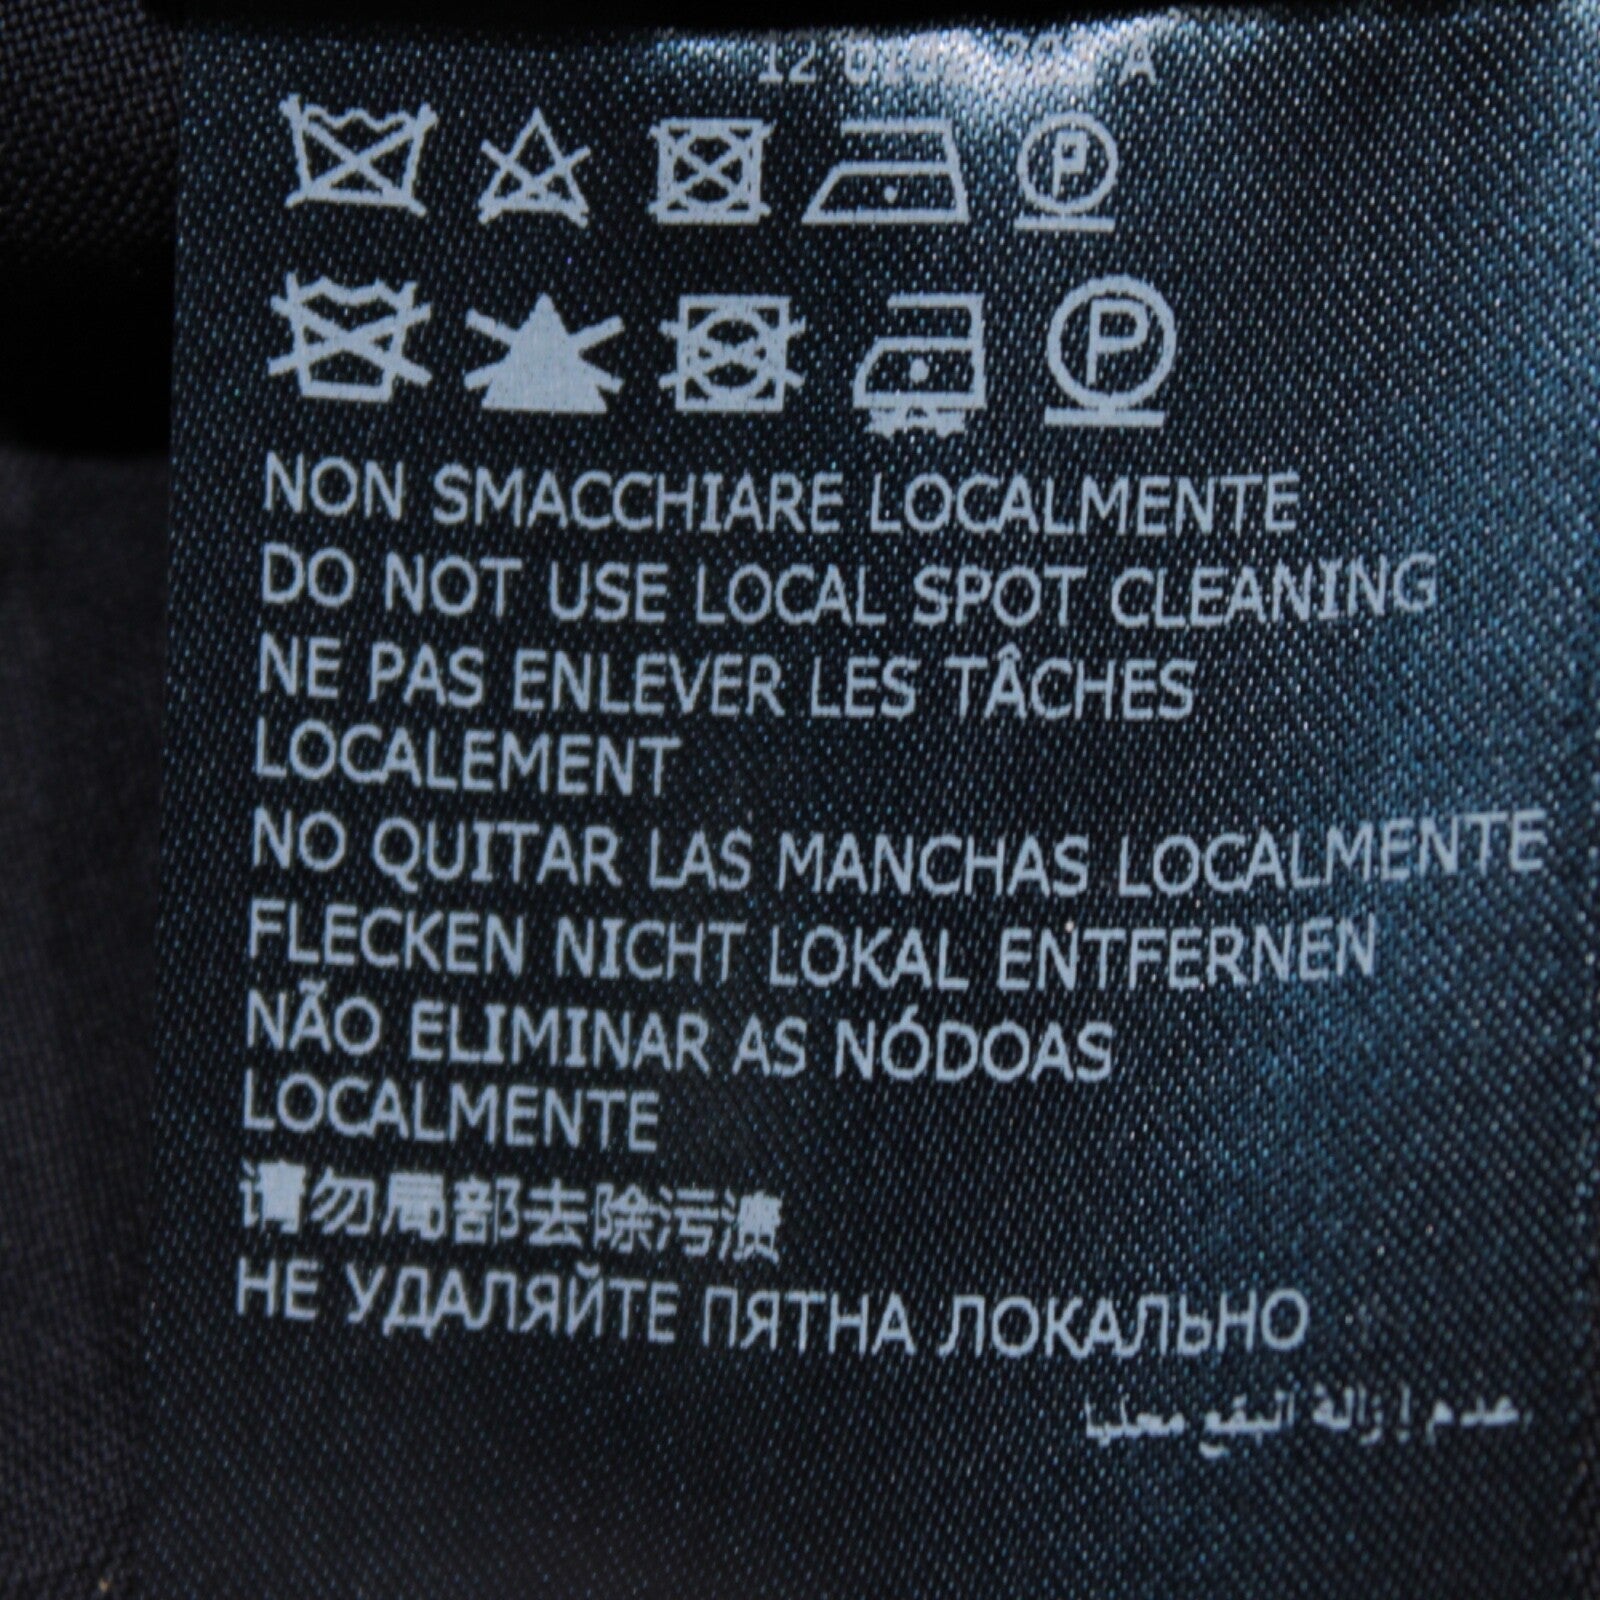 NON SMACCHIARE LOCALMENTE
DO NOT USE LOCAL SPOT CLEANING
NE PAS ENLEVER LES TÂCHES
LOCALEMENT
NO QUITAR LAS MANCHAS LOCALMENTE
FLECKEN NICHT LOKAL ENTFERNEN
NÃO ELIMINAR AS NÓDOAS
LOCALMENTE
请勿局部去除污渍
НЕ УДАЛЯЙТЕ ПЯТНА ЛОКАЛЬНО
عدم إزالة البقع محليا